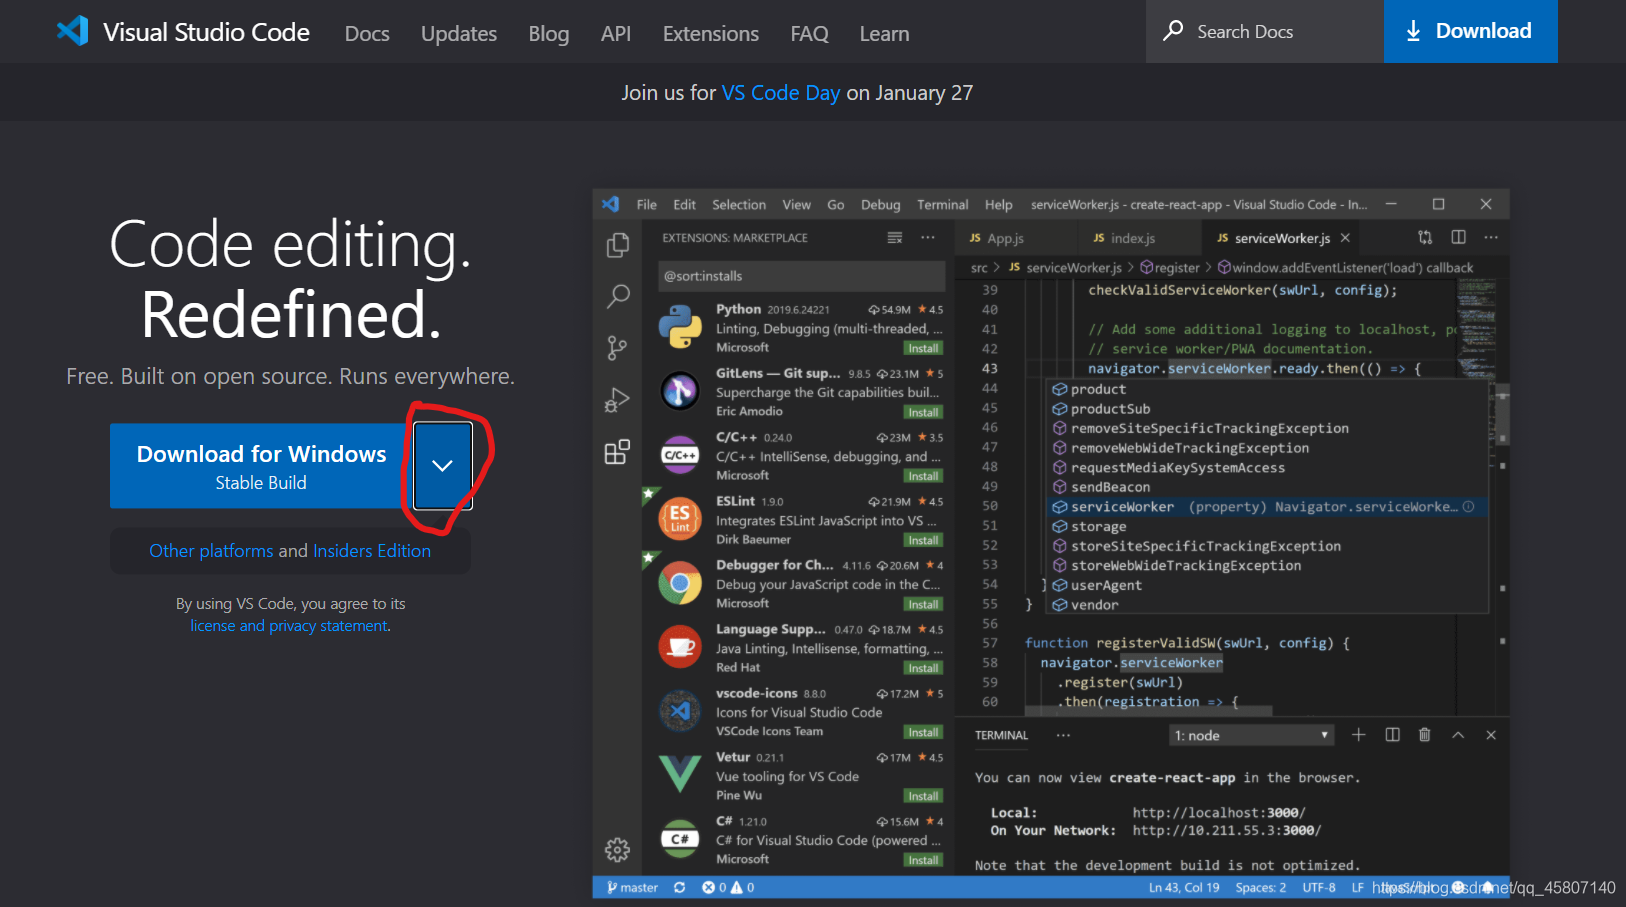 Visual Studio Code Docs Updates Blog API Extensions FAQ Learn Search Docs Download
Join us for VS Code Day on January 27
Code editing.
Redefined.
Free. Built on open source. Runs everywhere.
Download for Windows
Stable Build
Other platforms and Insiders Edition
By using VS Code, you agree to its
license and privacy statement.
File Edit Selection View Go Debug Terminal Help serviceWorker.js - create-react-app - Visual Studio Code - In...
EXTENSIONS: MARKETPLACE
@sort:installs
Python 2019.6.24221 54.9M 4.5
Linting, Debugging (multi-threaded, ...
Microsoft Install
GitLens — Git sup... 9.8.5 23.1M 5
Supercharge the Git capabilities buil...
Eric Amodio Install
C/C++
C/C++ 0.24.0 23M 3.5
C/C++ IntelliSense, debugging, and ...
Microsoft Install
ES
Lint
ESLint 1.9.0 21.9M 4.5
Integrates ESLint JavaScript into VS ...
Dirk Baeumer Install
Debugger for Ch... 4.11.6 20.6M 4
Debug your JavaScript code in the C...
Microsoft Install
Language Supp... 0.47.0 18.7M 4.5
Java Linting, Intellisense, formatting, ...
Red Hat Install
vscode-icons 8.8.0 17.2M 5
Icons for Visual Studio Code
VSCode Icons Team Install
Vetur 0.21.1 17M 4.5
Vue tooling for VS Code
Pine Wu Install
C#
C# 1.21.0 15.6M 4
C# for Visual Studio Code (powered ...
Microsoft Install
JS App.js JS index.js JS serviceWorker.js
src > JS serviceWorker.js > register > window.addEventListener('load') callback
39 checkValidServiceWorker(swUrl, config);
40
41 // Add some additional logging to localhost, po
42 // service worker/PWA documentation.
43 navigator.serviceWorker.ready.then(() => {
44 product
45 productSub
46 removeSiteSpecificTrackingException
47 removeWebWideTrackingException
48 requestMediaKeySystemAccess
49 sendBeacon
50 serviceWorker (property) Navigator.serviceWorke...
51 storage
52 storeSiteSpecificTrackingException
53 storeWebWideTrackingException
54 } userAgent
55 } vendor
56
57 function registerValidSW(swUrl, config) {
58 navigator.serviceWorker
59 .register(swUrl)
60 .then(registration => {
TERMINAL 1: node
You can now view create-react-app in the browser.
Local: http://localhost:3000/
On Your Network: http://10.211.55.3:3000/
Note that the development build is not optimized.
master 0 0 Ln 43, Col 19 Spaces: 2 UTF-8 LF
https://blog.csdn.net/qq_45807140